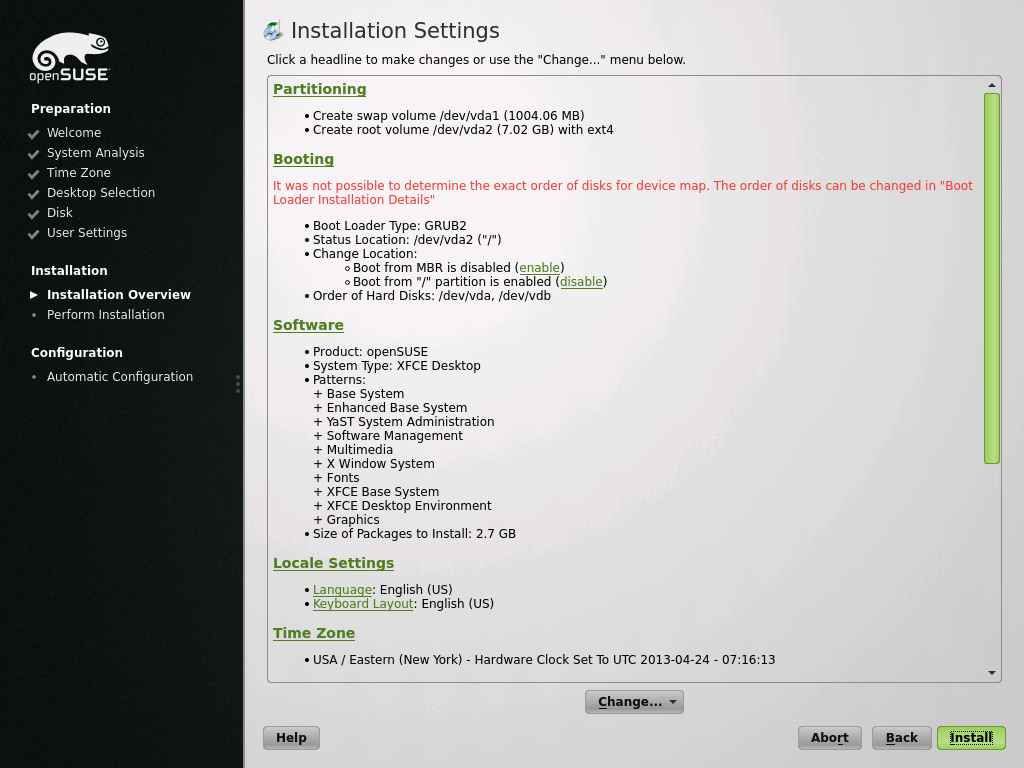 openSUSE
Preparation
Welcome
System Analysis
Time Zone
Desktop Selection
Disk
User Settings
Installation
Installation Overview
Perform Installation
Configuration
Automatic Configuration
Installation Settings
Click a headline to make changes or use the "Change..." menu below.
Partitioning
• Create swap volume /dev/vda1 (1004.06 MB)
• Create root volume /dev/vda2 (7.02 GB) with ext4
Booting
It was not possible to determine the exact order of disks for device map. The order of disks can be changed in "Boot
Loader Installation Details"
• Boot Loader Type: GRUB2
• Status Location: /dev/vda2 ("/")
• Change Location:
◦ Boot from MBR is disabled (enable)
◦ Boot from "/" partition is enabled (disable)
• Order of Hard Disks: /dev/vda, /dev/vdb
Software
• Product: openSUSE
• System Type: XFCE Desktop
• Patterns:
+ Base System
+ Enhanced Base System
+ YaST System Administration
+ Software Management
+ Multimedia
+ X Window System
+ Fonts
+ XFCE Base System
+ XFCE Desktop Environment
+ Graphics
• Size of Packages to Install: 2.7 GB
Locale Settings
• Language: English (US)
• Keyboard Layout: English (US)
Time Zone
• USA / Eastern (New York) - Hardware Clock Set To UTC 2013-04-24 - 07:16:13
Change...
Help
Abort
Back
Install